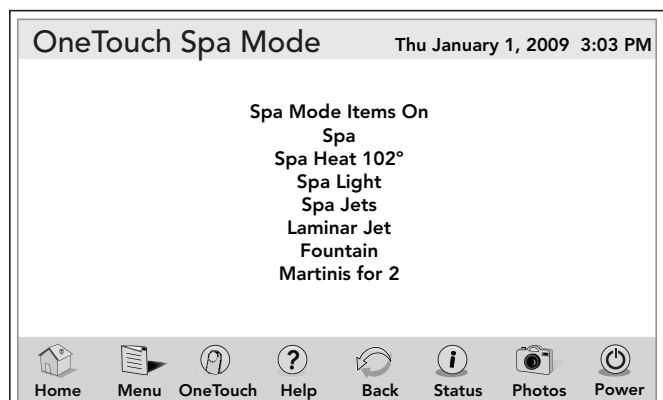 OneTouch Spa Mode Thu January 1, 2009 3:03 PM
Spa Mode Items On
Spa
Spa Heat 102°
Spa Light
Spa Jets
Laminar Jet
Fountain
Martinis for 2
Home Menu OneTouch Help Back Status Photos Power